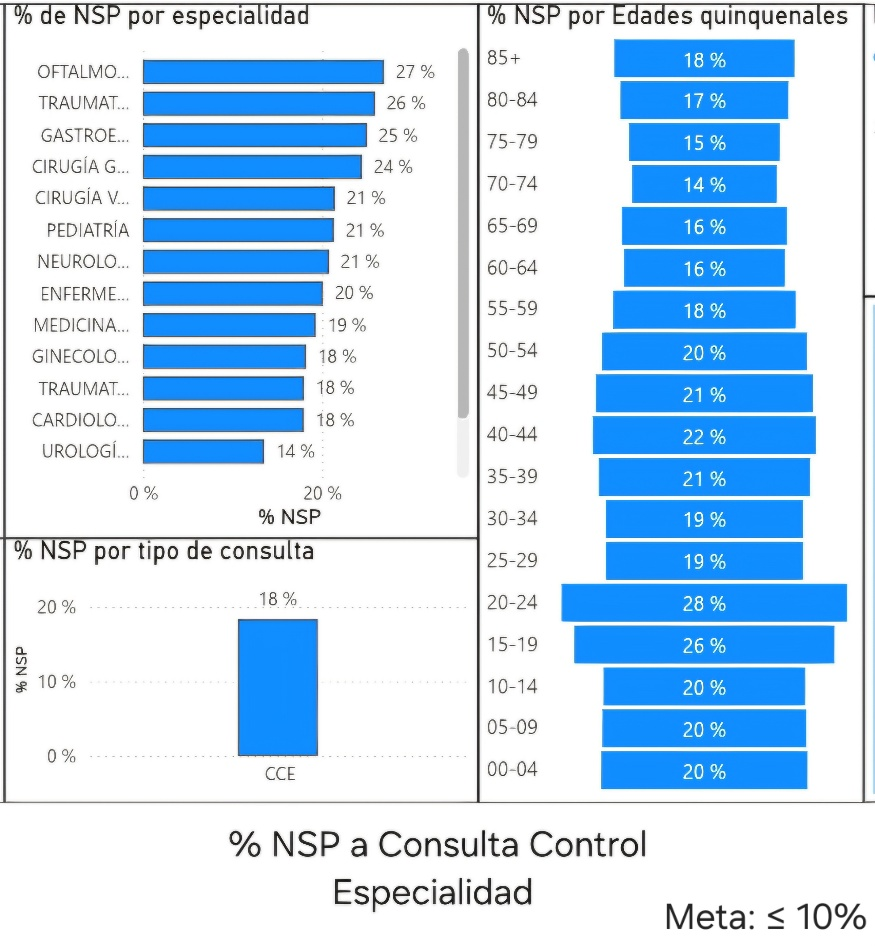 % de NSP por especialidad
OFTALMO... 27 %
TRAUMAT... 26 %
GASTROE... 25 %
CIRUGÍA G... 24 %
CIRUGÍA V... 21 %
PEDIATRÍA 21 %
NEUROLO... 21 %
ENFERME... 20 %
MEDICINA... 19 %
GINECOLO... 18 %
TRAUMAT... 18 %
CARDIOLO... 18 %
UROLOGÍ... 14 %
0 % 20 %
% NSP
% NSP por tipo de consulta
18 %
20 %
10 %
0 %
% NSP
CCE
% NSP por Edades quinquenales
85+ 18 %
80-84 17 %
75-79 15 %
70-74 14 %
65-69 16 %
60-64 16 %
55-59 18 %
50-54 20 %
45-49 21 %
40-44 22 %
35-39 21 %
30-34 19 %
25-29 19 %
20-24 28 %
15-19 26 %
10-14 20 %
05-09 20 %
00-04 20 %
% NSP a Consulta Control
Especialidad
Meta: ≤ 10%